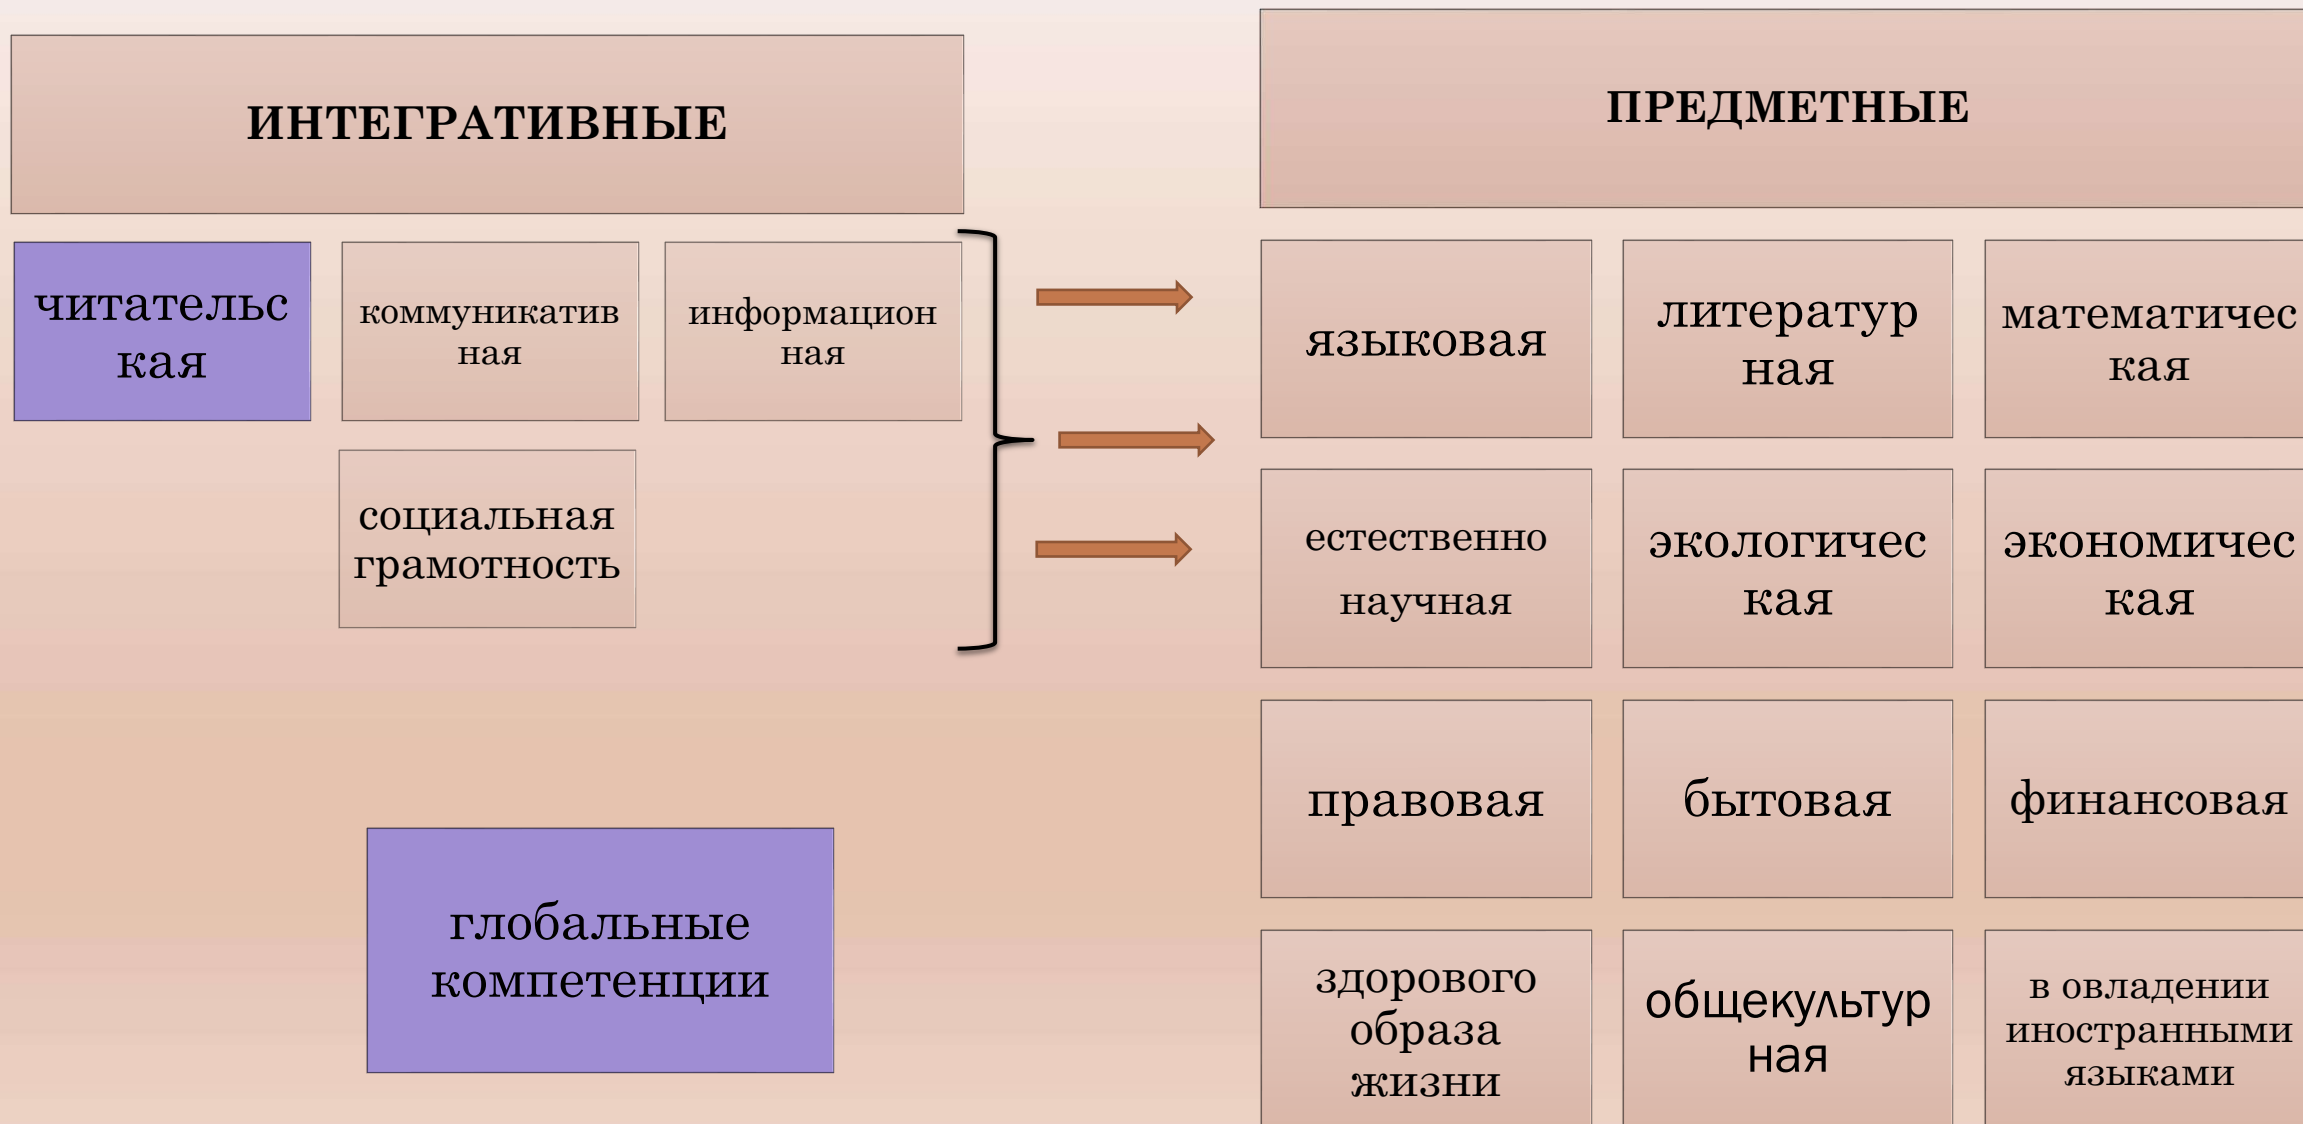 ИНТЕГРАТИВНЫЕ
читательс
кая
коммуникатив
ная
информацион
ная
социальная
грамотность
глобальные
компетенции
ПРЕДМЕТНЫЕ
языковая
литератур
ная
математичес
кая
естественно
научная
экологичес
кая
экономичес
кая
правовая
бытовая
финансовая
здорового
образа
жизни
общекультур
ная
в овладении
иностранными
языками